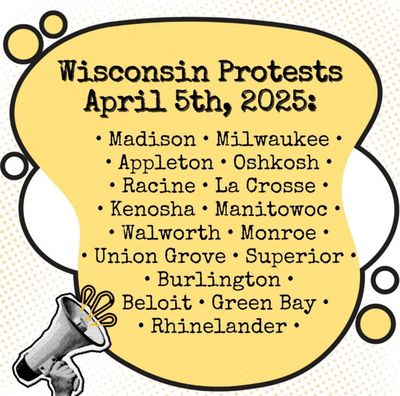 Wisconsin Protests
April 5th, 2025:
• Madison • Milwaukee •
• Appleton • Oshkosh •
• Racine • La Crosse •
• Kenosha • Manitowoc •
• Walworth • Monroe •
• Union Grove • Superior •
• Burlington •
• Beloit • Green Bay •
• Rhinelander •